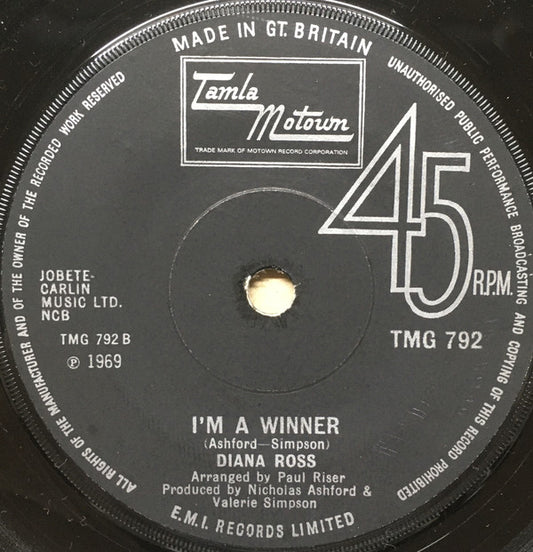 MADE IN GT. BRITAIN
UNAUTHORISED PUBLIC PERFORMANCE BROADCASTING AND COPYING OF THIS RECORD PROHIBITED
ALL RIGHTS OF THE MANUFACTURER AND OF THE OWNER OF THE RECORDED WORK RESERVED
Tamla
Motown
TRADE MARK OF MOTOWN RECORD CORPORATION
45
R.P.M.
JOBETE-
CARLIN
MUSIC LTD.
NCB
TMG 792 B
℗ 1969
TMG 792
I'M A WINNER
(Ashford—Simpson)
DIANA ROSS
Arranged by Paul Riser
Produced by Nicholas Ashford &
Valerie Simpson
E.M.I. RECORDS LIMITED